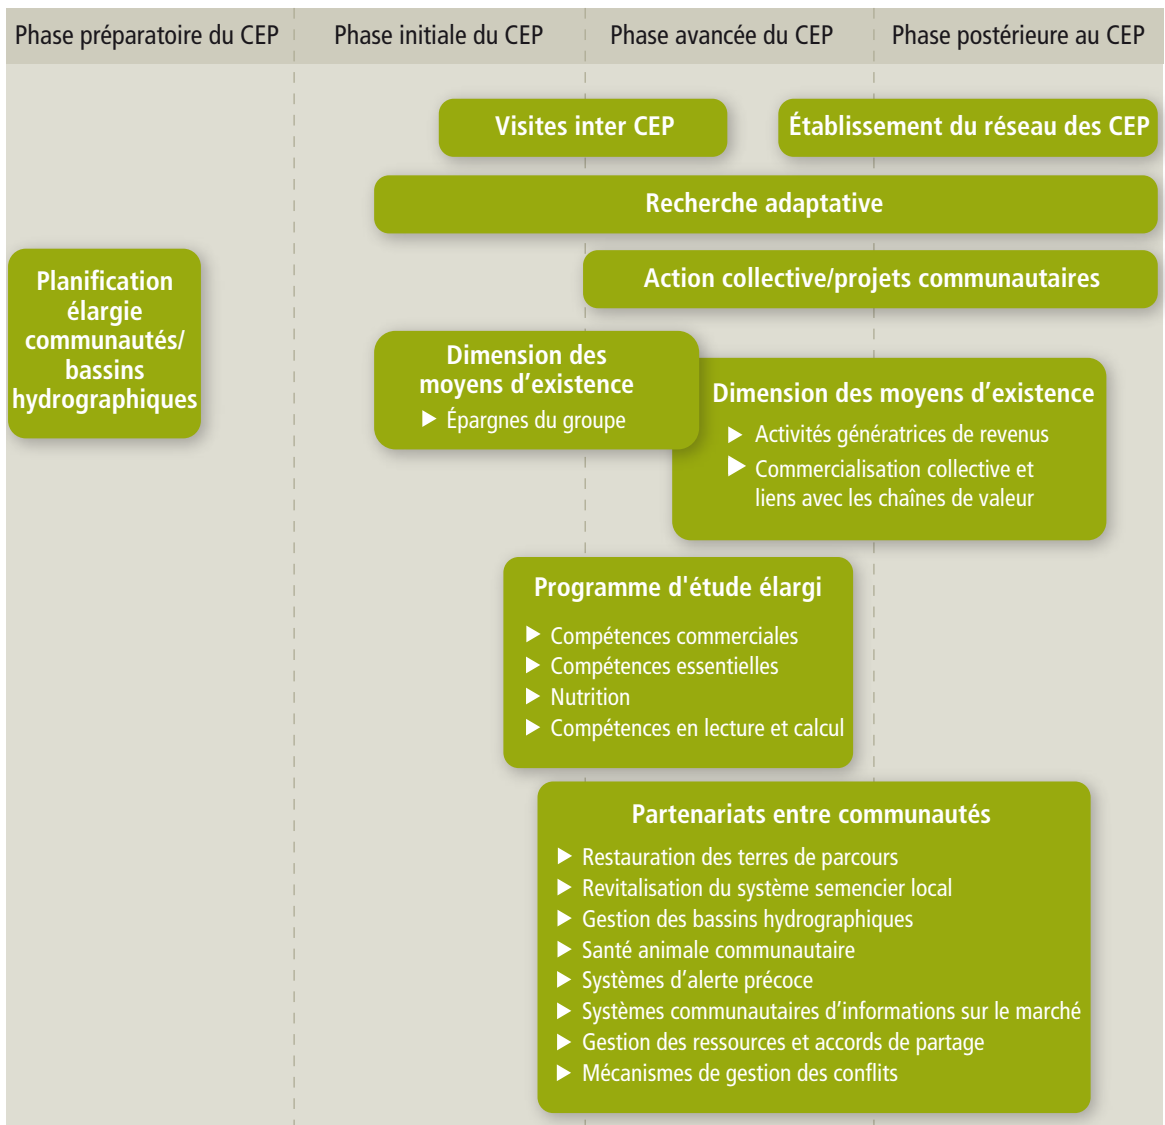 Phase préparatoire du CEP
Phase initiale du CEP
Phase avancée du CEP
Phase postérieure au CEP
Visites inter CEP
Établissement du réseau des CEP
Recherche adaptative
Action collective/projets communautaires
Planification
élargie
communautés/
bassins
hydrographiques
Dimension des
moyens d’existence
▶ Épargnes du groupe
Dimension des moyens d’existence
▶ Activités génératrices de revenus
▶ Commercialisation collective et
liens avec les chaînes de valeur
Programme d'étude élargi
▶ Compétences commerciales
▶ Compétences essentielles
▶ Nutrition
▶ Compétences en lecture et calcul
Partenariats entre communautés
▶ Restauration des terres de parcours
▶ Revitalisation du système semencier local
▶ Gestion des bassins hydrographiques
▶ Santé animale communautaire
▶ Systèmes d’alerte précoce
▶ Systèmes communautaires d’informations sur le marché
▶ Gestion des ressources et accords de partage
▶ Mécanismes de gestion des conflits